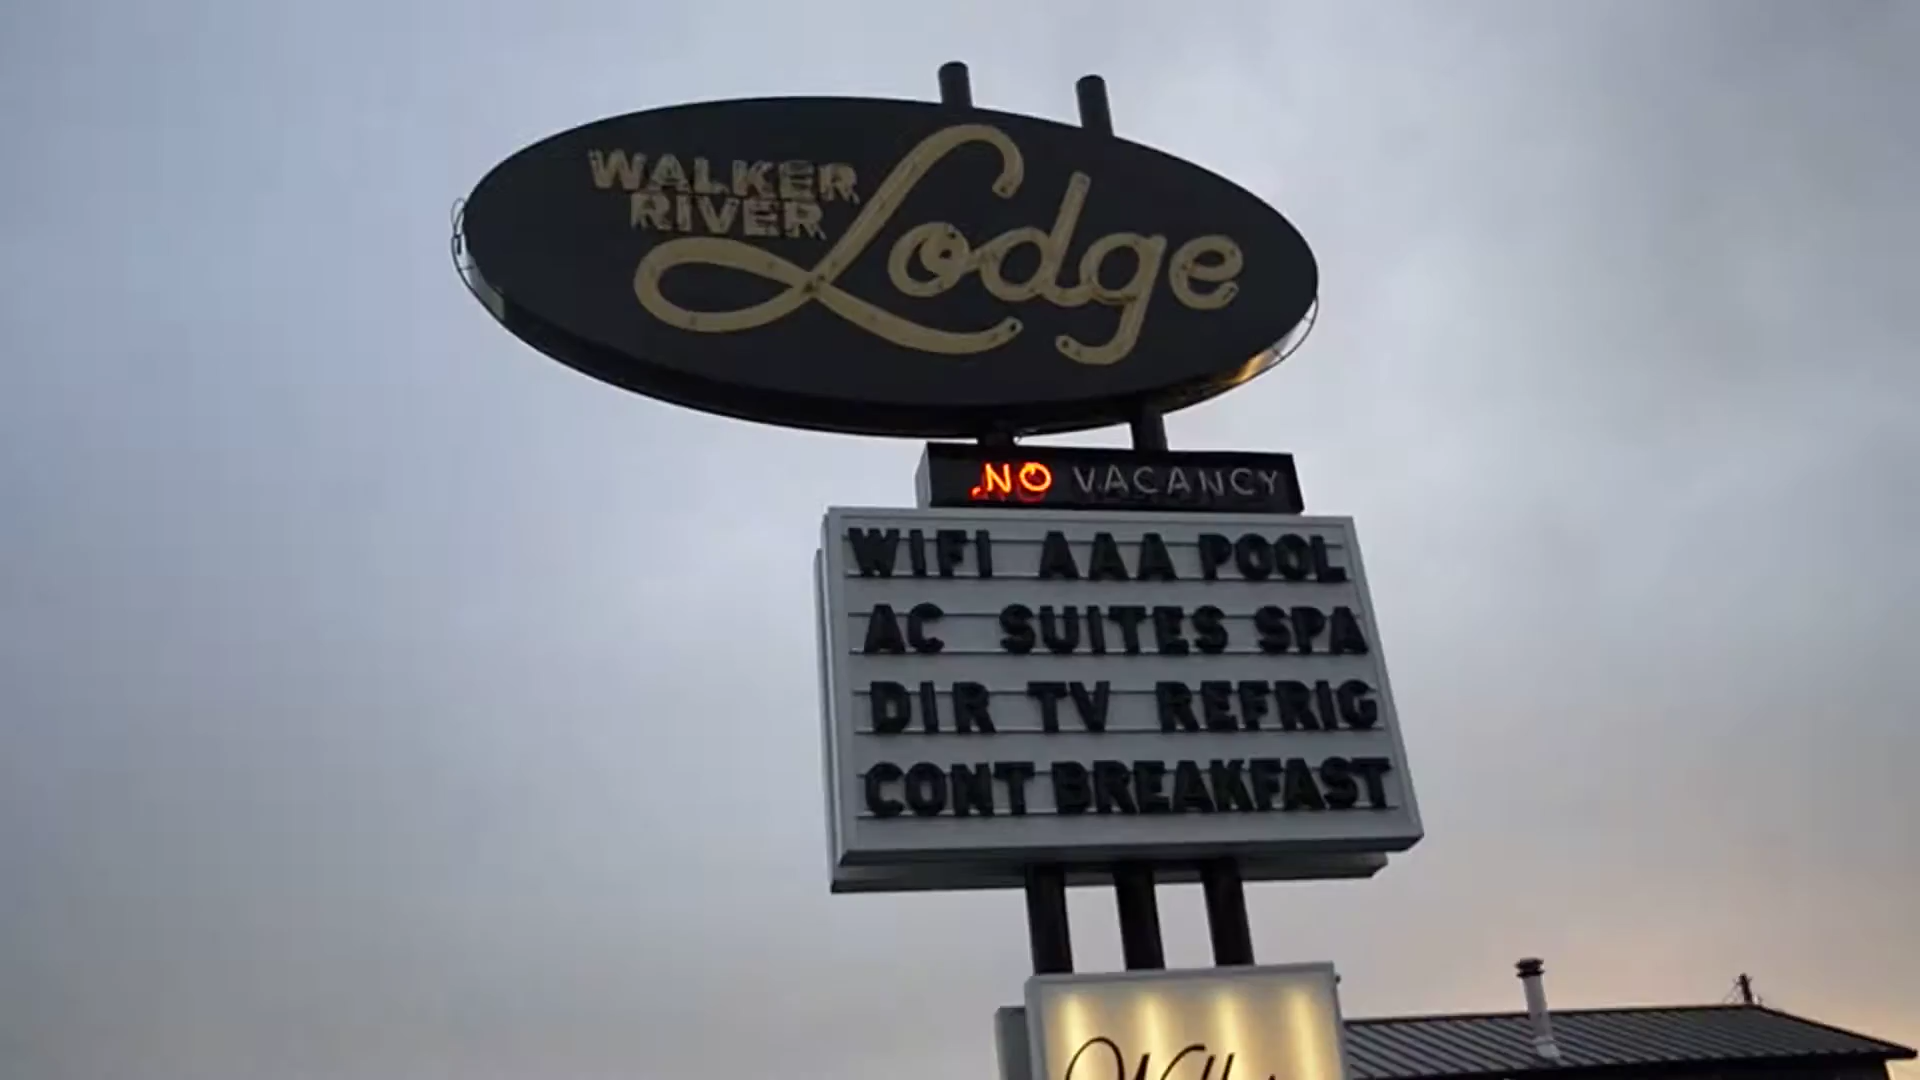 WALKER
RIVER
Lodge
NO VACANCY
WIFI AAA POOL
AC SUITES SPA
DIR TV REFRIG
CONT BREAKFAST